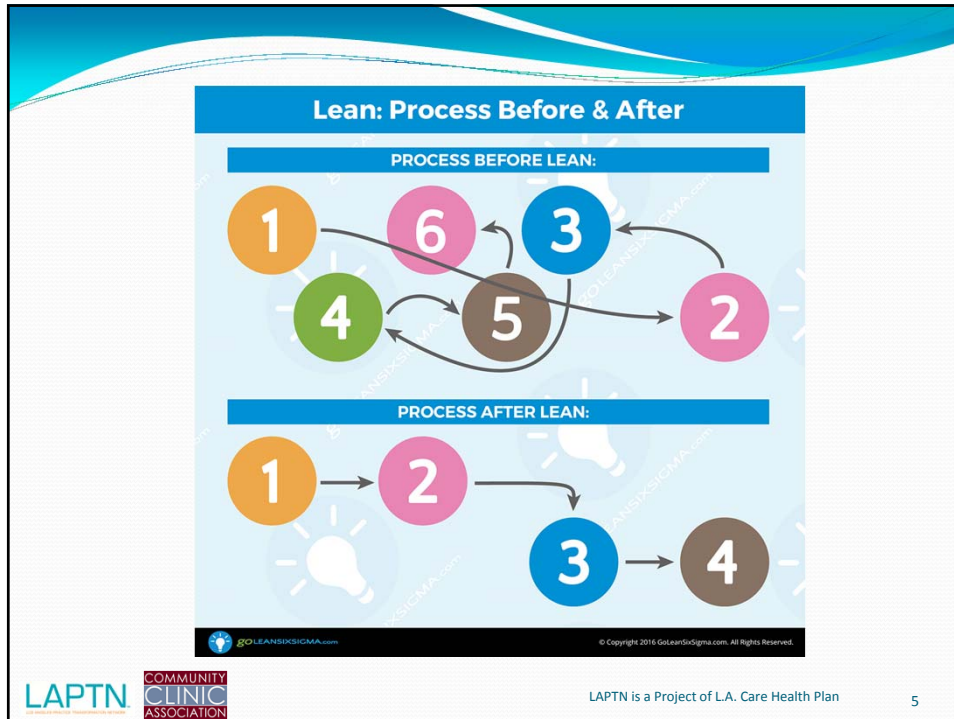 Lean: Process Before & After
PROCESS BEFORE LEAN:
1
6
3
4
5
2
PROCESS AFTER LEAN:
1
2
3
4
goLEANSIXSIGMA.com
© Copyright 2016 GoLeanSixSigma.com. All Rights Reserved.
LAPTN
COMMUNITY
CLINIC
ASSOCIATION
LAPTN is a Project of L.A. Care Health Plan
5